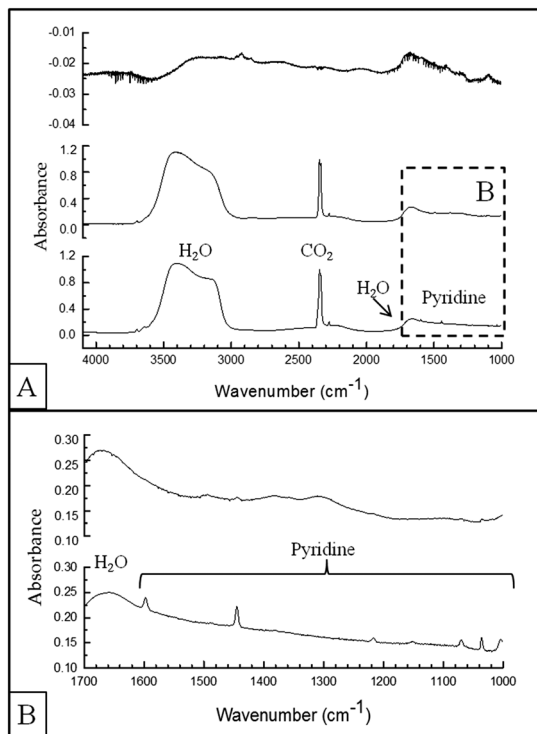 -0.01
-0.02
-0.03
-0.04
1.2
0.8
0.4
0.0
B
1.2
0.8
0.4
0.0
Absorbance
H₂O
CO₂
H₂O
Pyridine
4000 3500 3000 2500 2000 1500 1000
Wavenumber (cm⁻¹)
A
0.30
0.25
0.20
0.15
0.10
0.30
0.25
0.20
0.15
0.10
Absorbance
H₂O
Pyridine
1700 1600 1500 1400 1300 1200 1100 1000
Wavenumber (cm⁻¹)
B